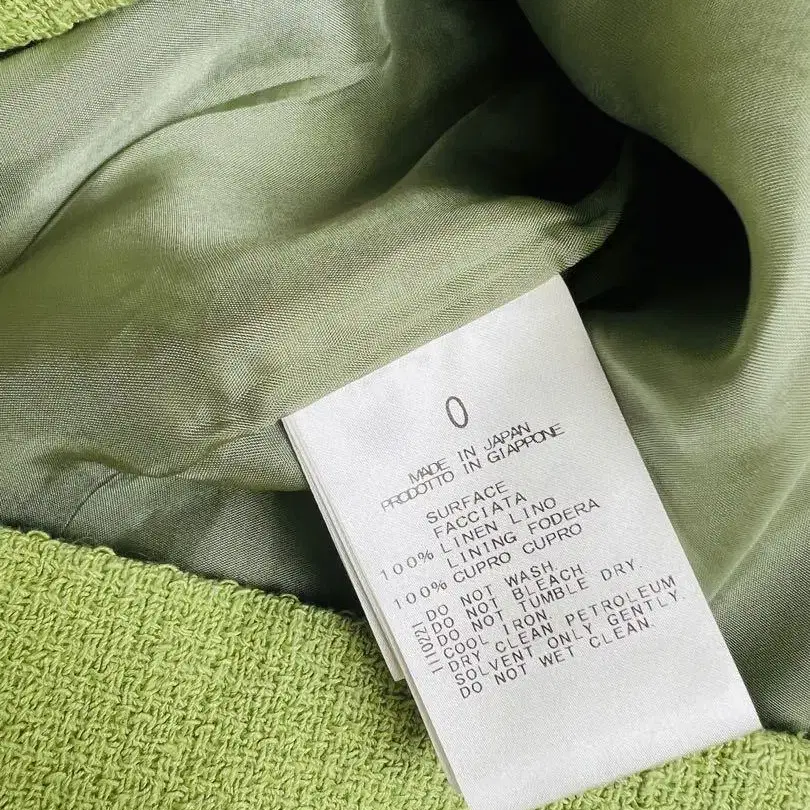 0
MADE IN JAPAN
PRODOTTO IN GIAPPONE
SURFACE
FACCIATA
100% LINEN LINO
LINING FODERA
100% CUPRO CUPRO
DO NOT WASH.
DO NOT BLEACH
DO NOT TUMBLE DRY.
COOL IRON.
DRY CLEAN PETROLEUM
SOLVENT ONLY GENTLY
DO NOT WET CLEAN.
1110221